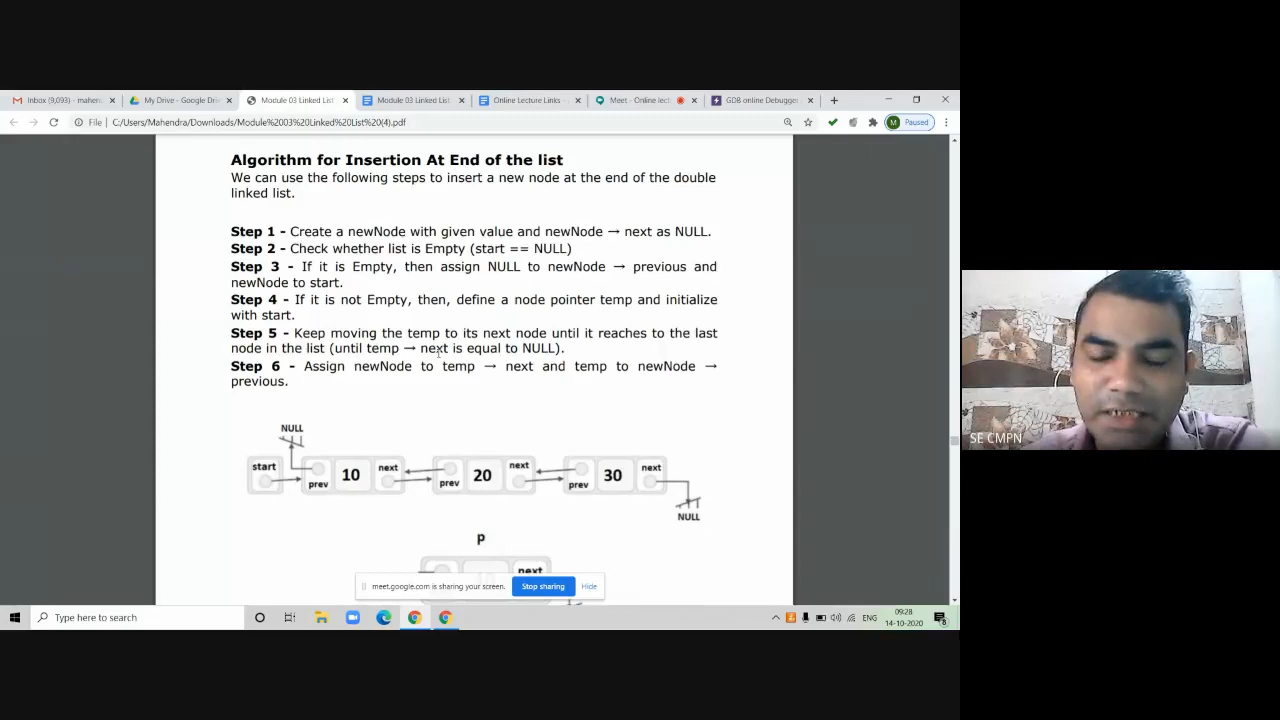 Inbox (9,093) - mahen
My Drive - Google Driv
Module 03 Linked List
Module 03 Linked List
Online Lecture Links -
Meet - Online lect
GDB online Debugger
File
C:/Users/Mahendra/Downloads/Module%2003%20Linked%20List%20(4).pdf
M
Paused
Algorithm for Insertion At End of the list
We can use the following steps to insert a new node at the end of the double
linked list.
Step 1 - Create a newNode with given value and newNode → next as NULL.
Step 2 - Check whether list is Empty (start == NULL)
Step 3 - If it is Empty, then assign NULL to newNode → previous and
newNode to start.
Step 4 - If it is not Empty, then, define a node pointer temp and initialize
with start.
Step 5 - Keep moving the temp to its next node until it reaches to the last
node in the list (until temp → next is equal to NULL).
Step 6 - Assign newNode to temp → next and temp to newNode →
previous.
NULL
start
prev
10
next
prev
20
next
prev
30
next
NULL
p
next
meet.google.com is sharing your screen.
Stop sharing
Hide
SE CMPN
Type here to search
ENG
09:28
14-10-2020